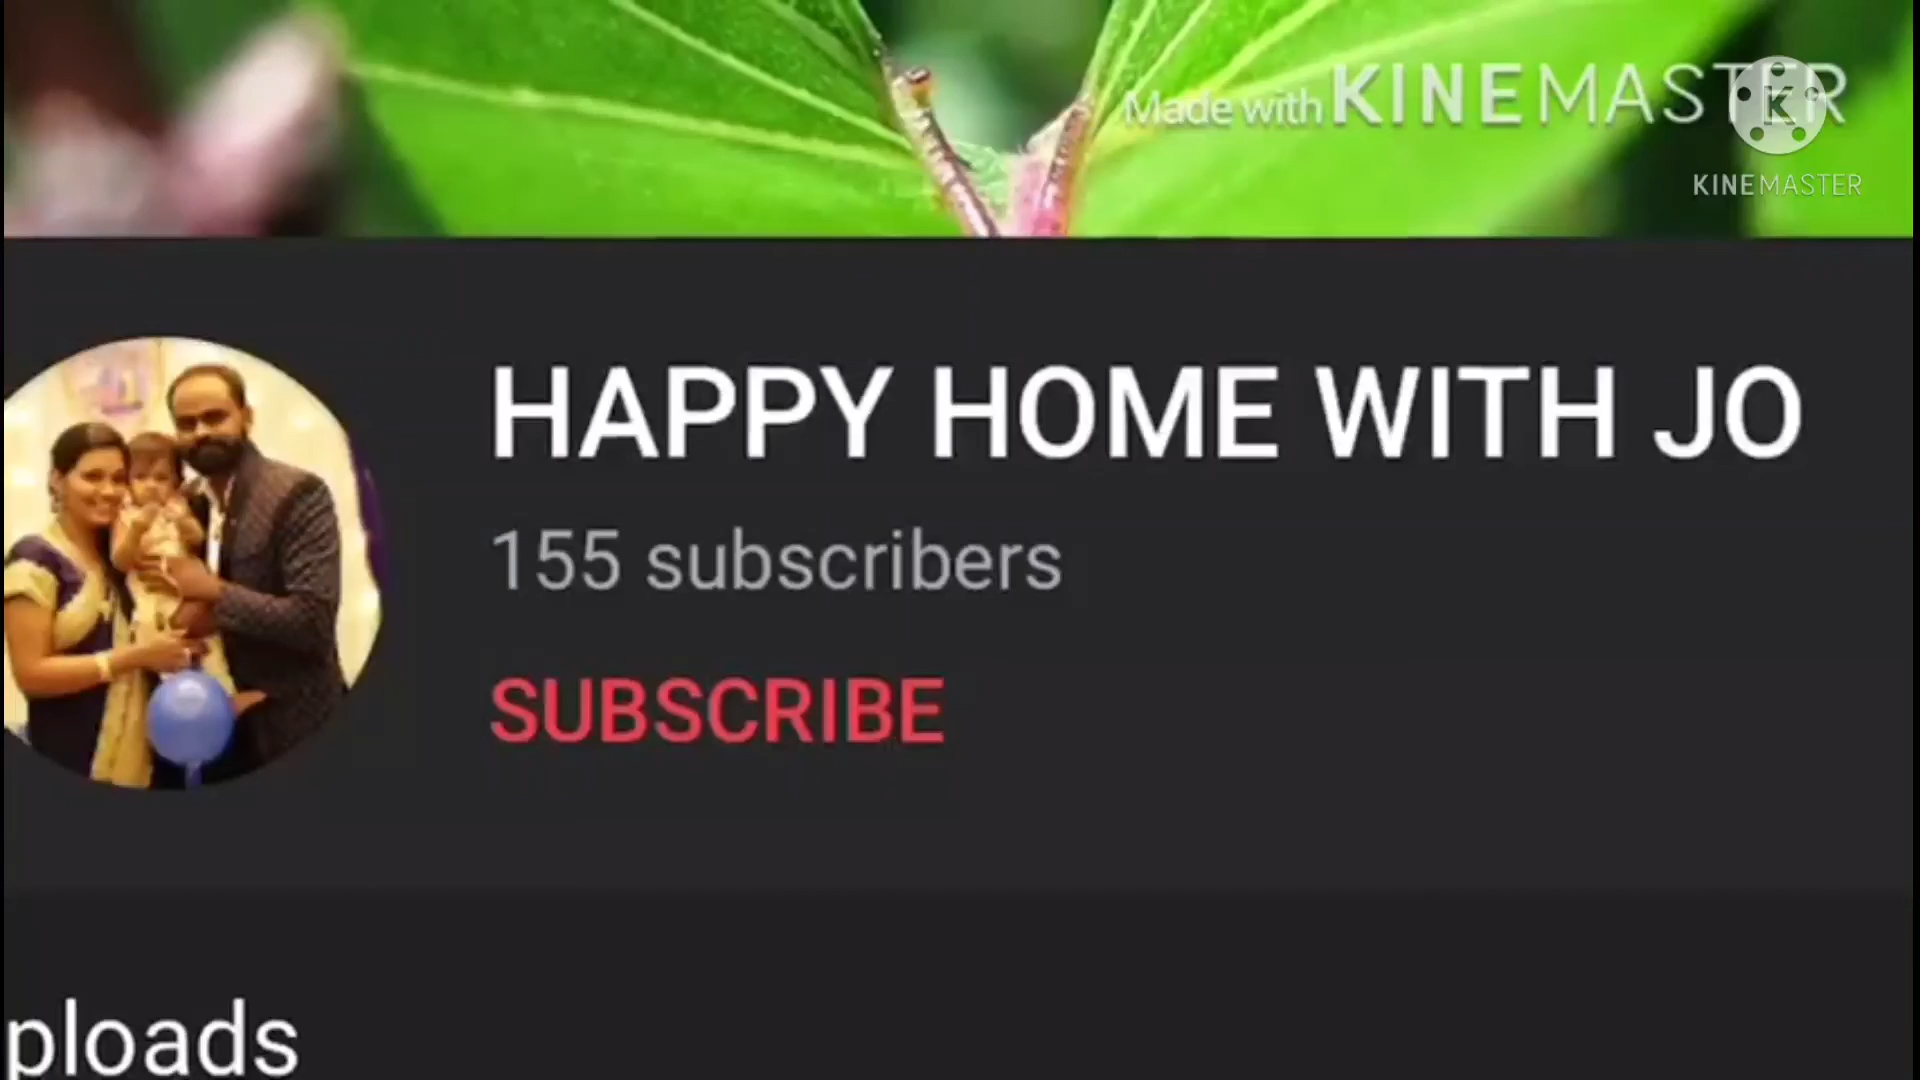 Made with KINEMASTER
K
KINEMASTER
HAPPY HOME WITH JO
155 subscribers
SUBSCRIBE
ploads